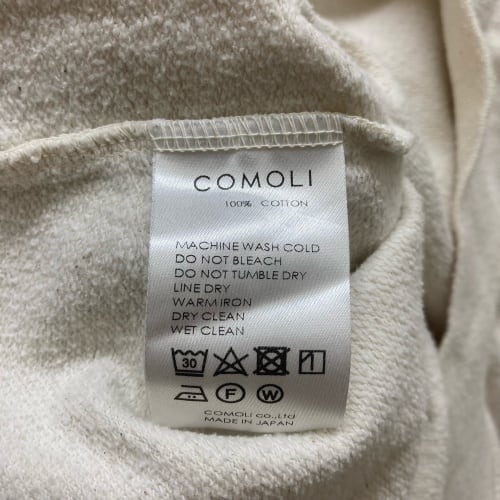 COMOLI
100% COTTON
MACHINE WASH COLD
DO NOT BLEACH
DO NOT TUMBLE DRY
LINE DRY
WARM IRON
DRY CLEAN
WET CLEAN
30
F W
COMOLI co.,Ltd
MADE IN JAPAN